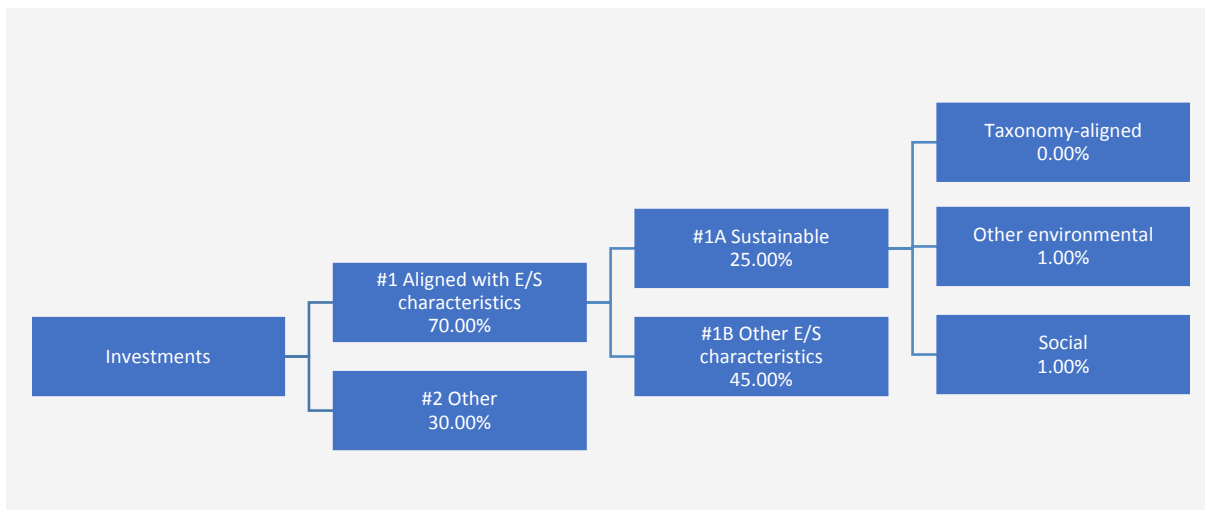 Investments
#1 Aligned with E/S
characteristics
70.00%
#2 Other
30.00%
#1A Sustainable
25.00%
#1B Other E/S
characteristics
45.00%
Taxonomy-aligned
0.00%
Other environmental
1.00%
Social
1.00%